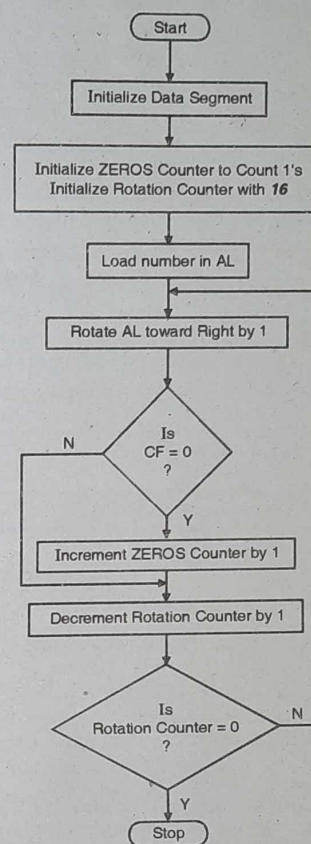 Start
Initialize Data Segment
Initialize ZEROS Counter to Count 1's
Initialize Rotation Counter with 16
Load number in AL
Rotate AL toward Right by 1
Is
CF = 0
?
N
Y
Increment ZEROS Counter by 1
Decrement Rotation Counter by 1
Is
Rotation Counter = 0
?
N
Y
Stop